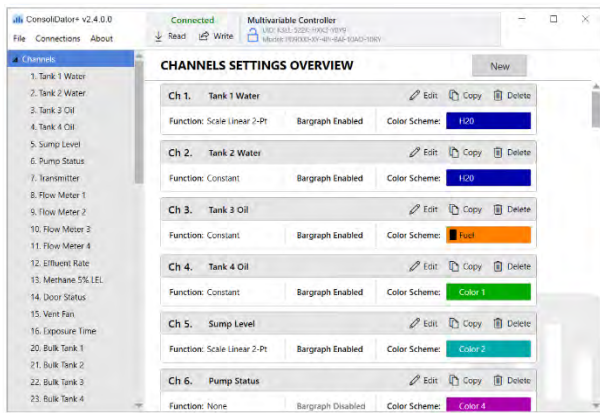 ConsoliDator+ v2.4.0.0
File Connections About
Connected
Read Write
Multivariable Controller
Channels
1. Tank 1 Water
2. Tank 2 Water
3. Tank 3 Oil
4. Tank 4 Oil
5. Sump Level
6. Pump Status
7. Transmitter
8. Flow Meter 1
9. Flow Meter 2
10. Flow Meter 3
11. Flow Meter 4
12. Effluent Rate
13. Methane 5% LEL
14. Door Status
15. Vent Fan
16. Exposure Time
20. Bulk Tank 1
21. Bulk Tank 2
22. Bulk Tank 3
23. Bulk Tank 4
CHANNELS SETTINGS OVERVIEW
New
Ch 1. Tank 1 Water Edit Copy Delete
Function: Scale Linear 2-Pt Bargraph Enabled Color Scheme: H20
Ch 2. Tank 2 Water Edit Copy Delete
Function: Constant Bargraph Enabled Color Scheme: H20
Ch 3. Tank 3 Oil Edit Copy Delete
Function: Constant Bargraph Enabled Color Scheme: Fuel
Ch 4. Tank 4 Oil Edit Copy Delete
Function: Constant Bargraph Enabled Color Scheme: Color 1
Ch 5. Sump Level Edit Copy Delete
Function: Scale Linear 2-Pt Bargraph Enabled Color Scheme: Color 2
Ch 6. Pump Status Edit Copy Delete
Function: None Bargraph Disabled Color Scheme: Color 4